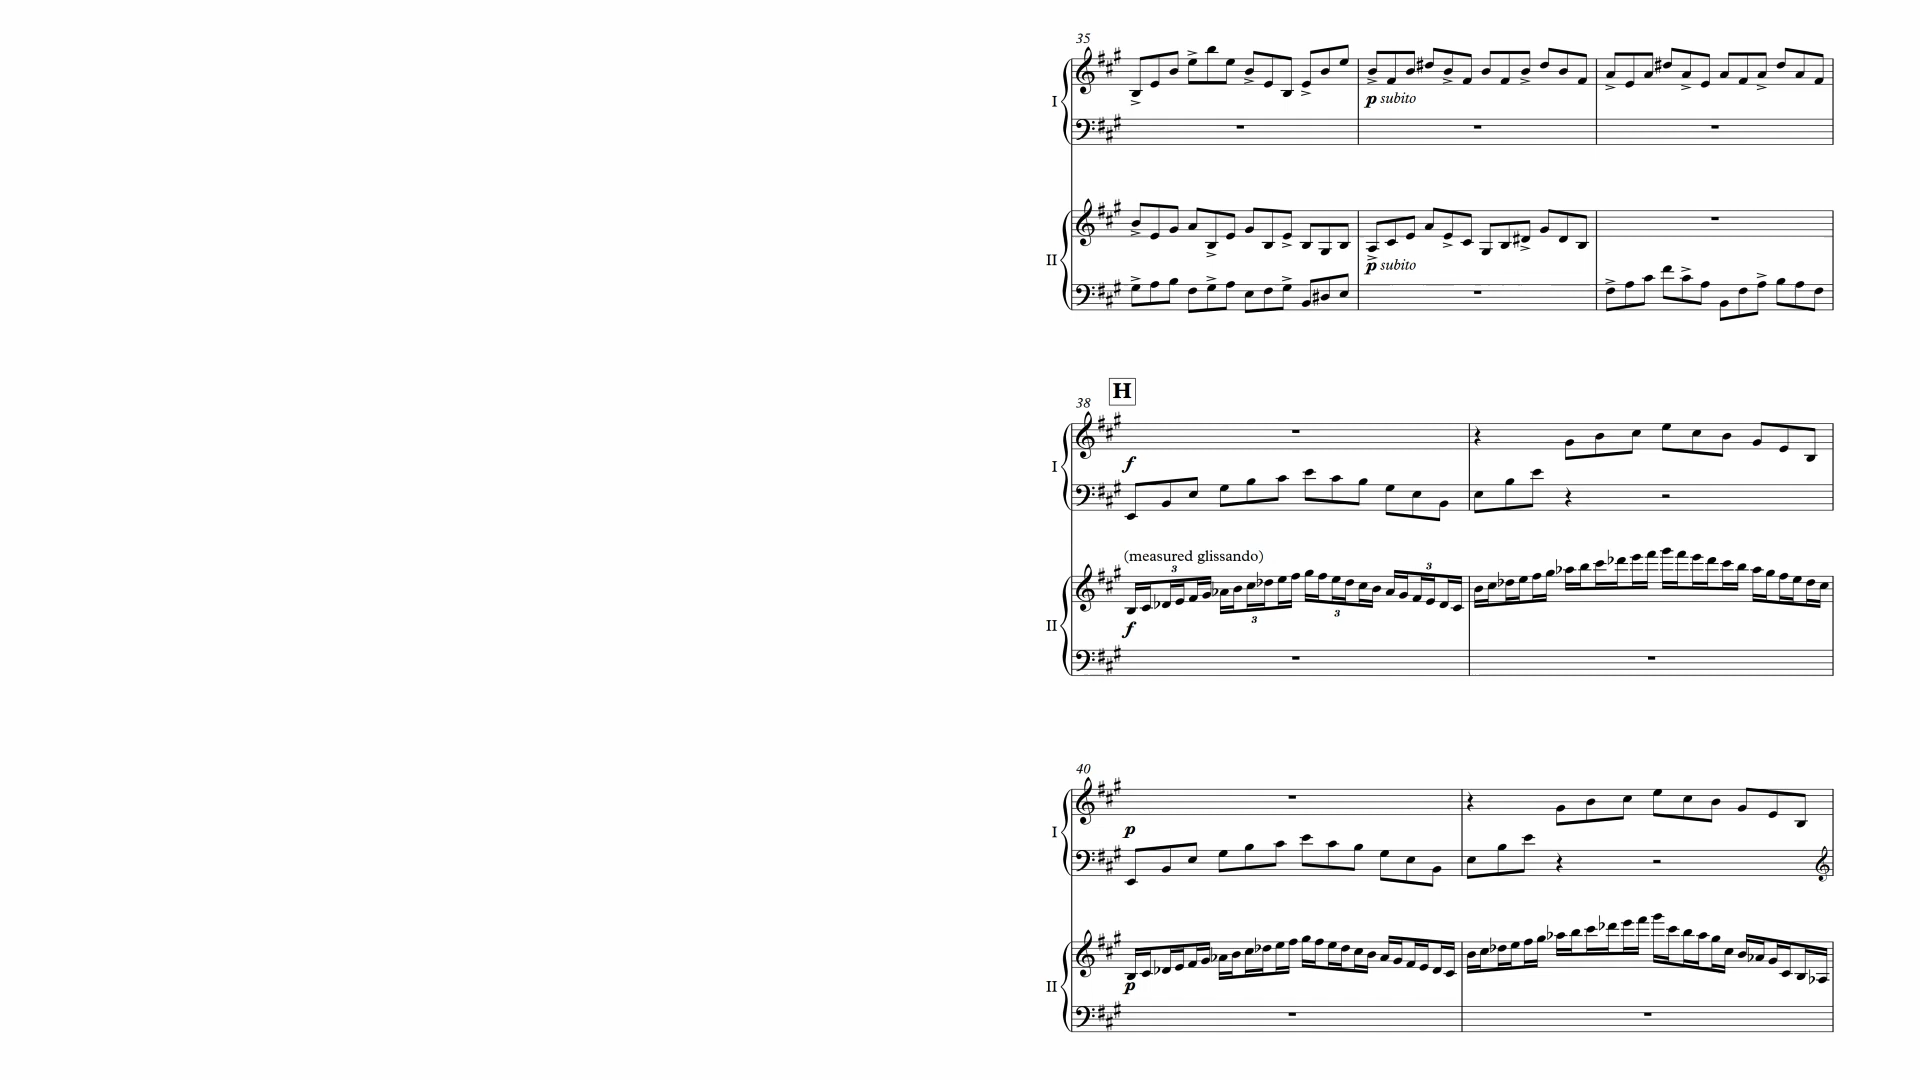 35
I
p subito
II
p subito
H
38
I
f
(measured glissando)
3
3
3
3
II
f
40
I
p
II
p